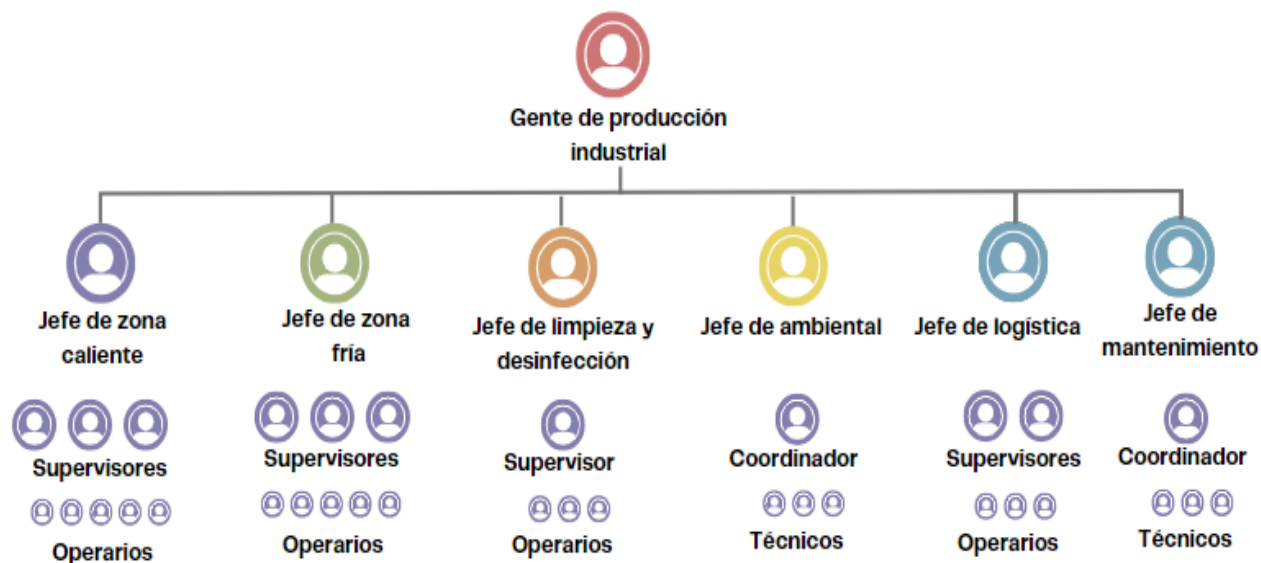 Gente de producción
industrial
Jefe de zona
caliente
Jefe de zona
fría
Jefe de limpieza y
desinfección
Jefe de ambiental
Jefe de logística
Jefe de
mantenimiento
Supervisores
Supervisores
Supervisor
Coordinador
Supervisores
Coordinador
Operarios
Operarios
Operarios
Técnicos
Operarios
Técnicos